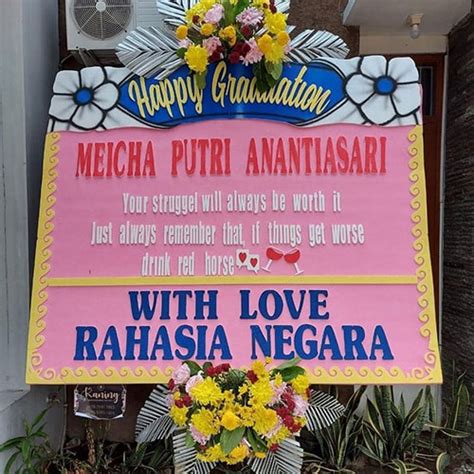 Happy Graduation
MEICHA PUTRI ANANTIASARI
Your struggel will always be worth it
Just always remember that, if things get worse
drink red horse
WITH LOVE
RAHASIA NEGARA
Kaning